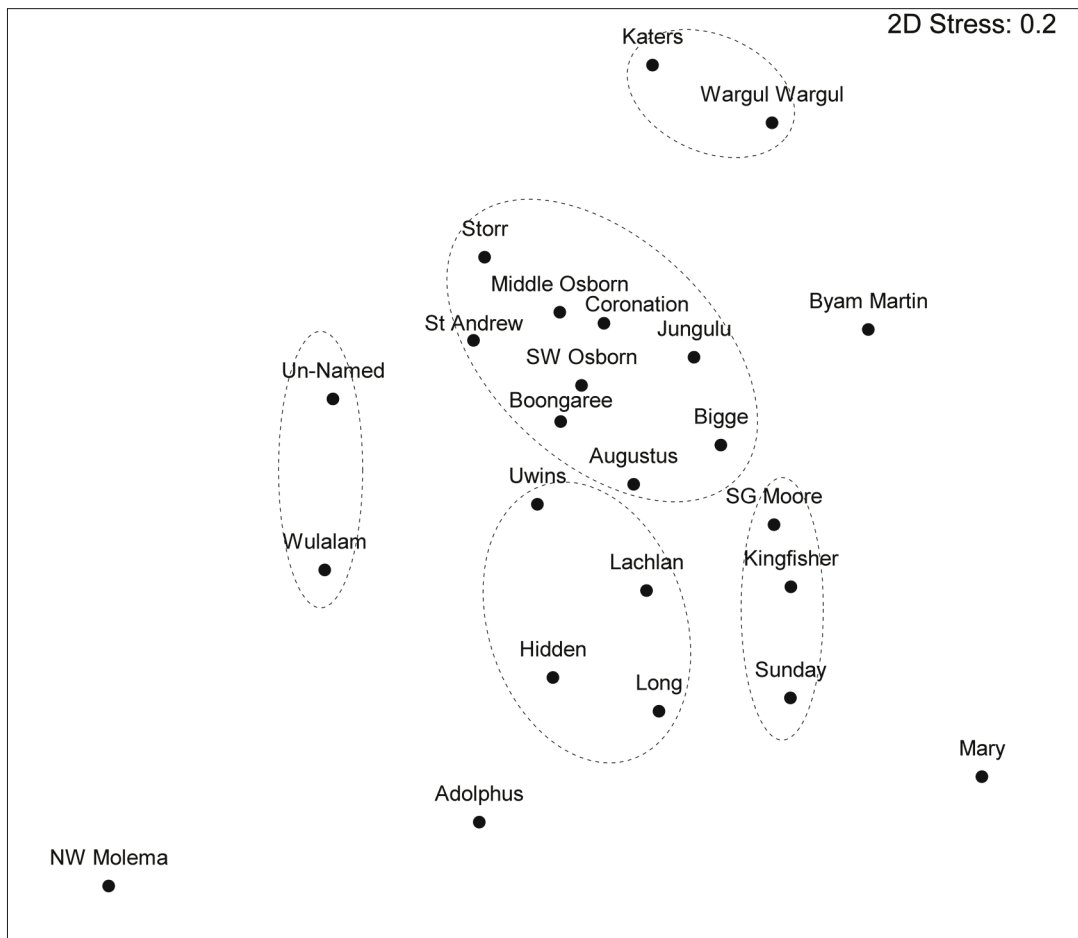 2D Stress: 0.2
Katers
Wargul Wargul
Storr
Middle Osborn
Coronation
Byam Martin
St Andrew
Jungulu
SW Osborn
Un-Named
Boongaree
Bigge
Augustus
Uwins
SG Moore
Wulalam
Lachlan
Kingfisher
Hidden
Long
Sunday
Mary
Adolphus
NW Molema